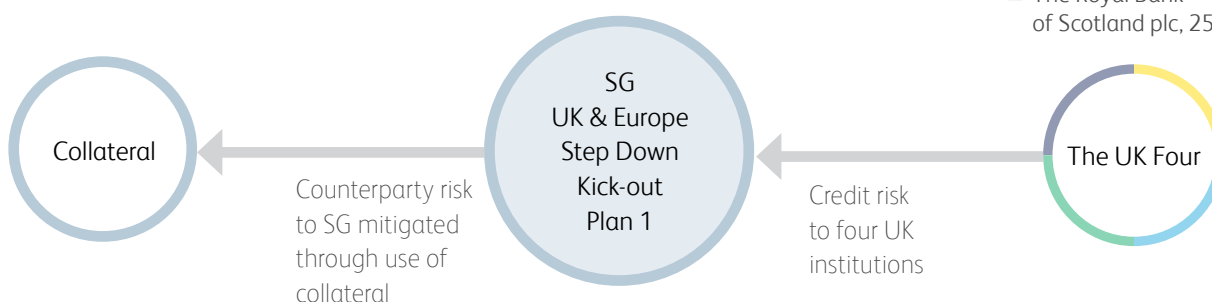 of Scotland plc, 25
Collateral
SG
UK & Europe
Step Down
Kick-out
Plan 1
The UK Four
Counterparty risk
to SG mitigated
through use of
collateral
Credit risk
to four UK
institutions